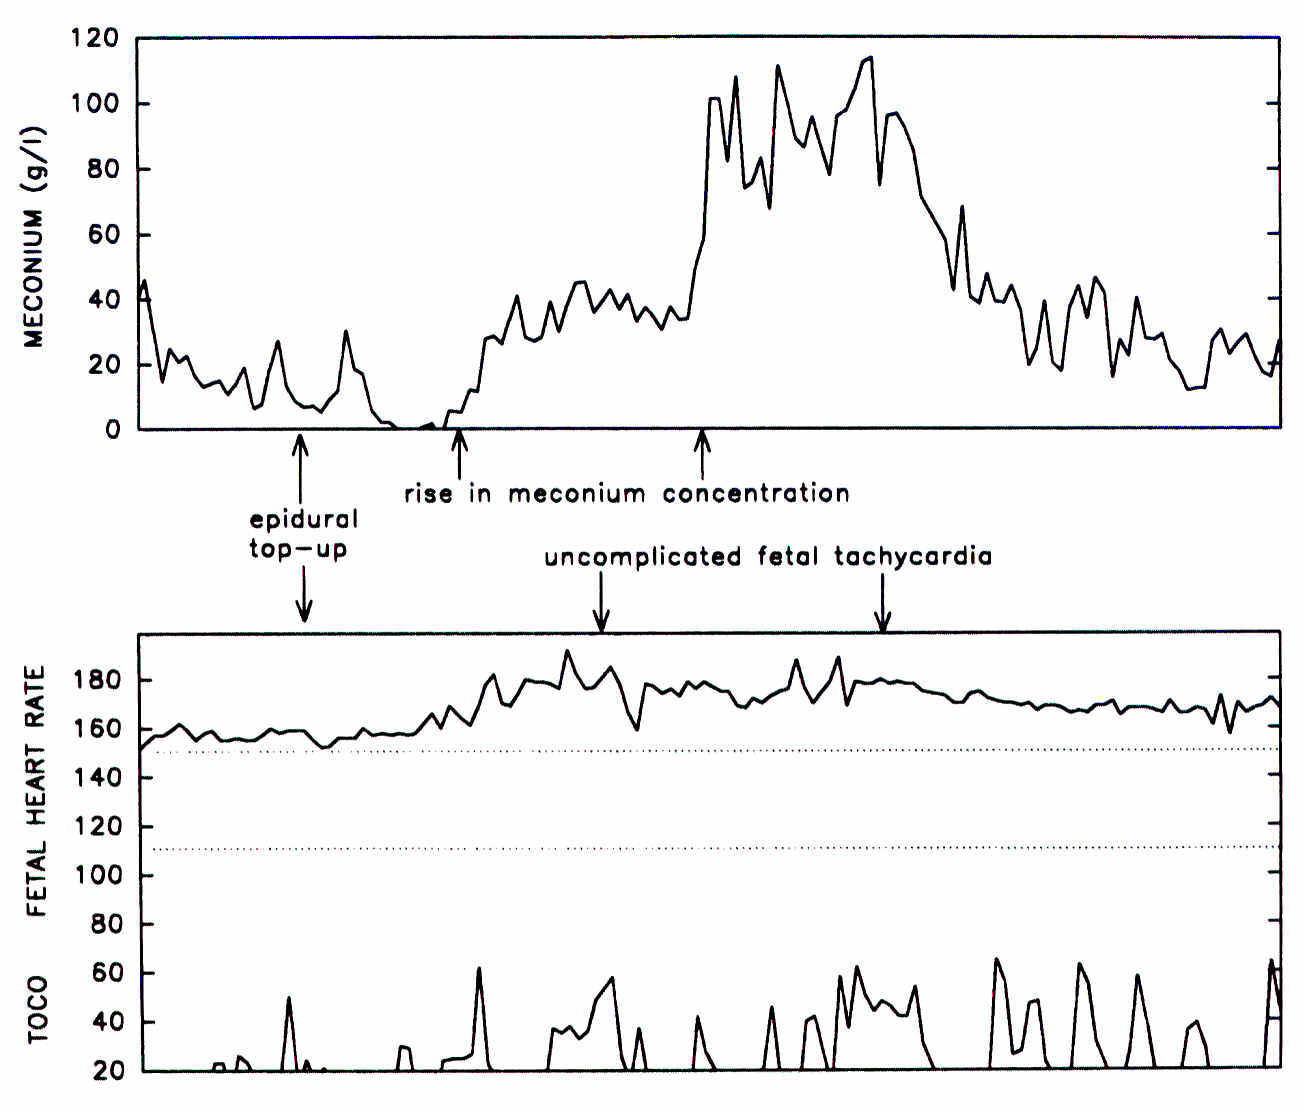 120
100
80
60
40
20
0
MECONIUM (g/l)
rise in meconium concentration
epidural
top-up
uncomplicated fetal tachycardia
180
160
140
120
100
80
60
40
20
TOCO FETAL HEART RATE